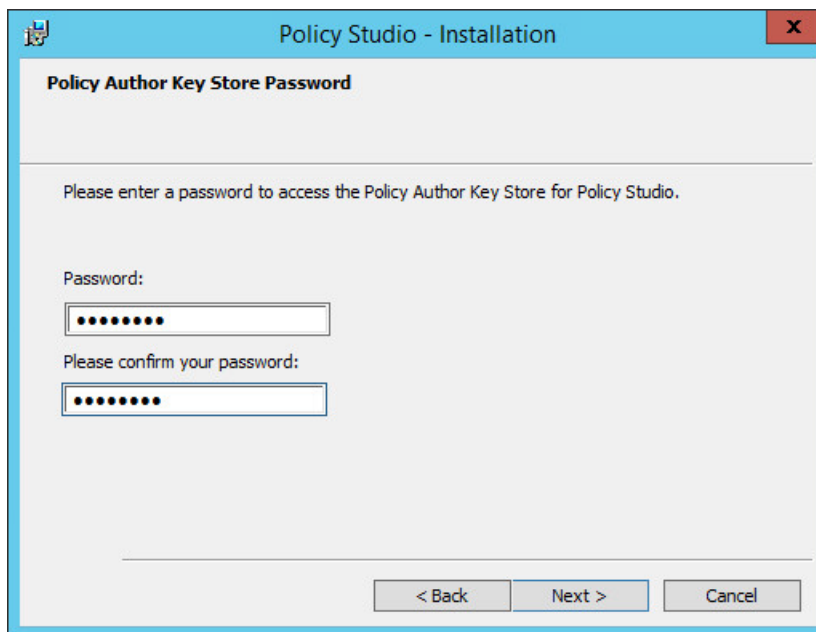 Policy Studio - Installation
x
Policy Author Key Store Password
Please enter a password to access the Policy Author Key Store for Policy Studio.
Password:
••••••••
Please confirm your password:
••••••••
< Back
Next >
Cancel